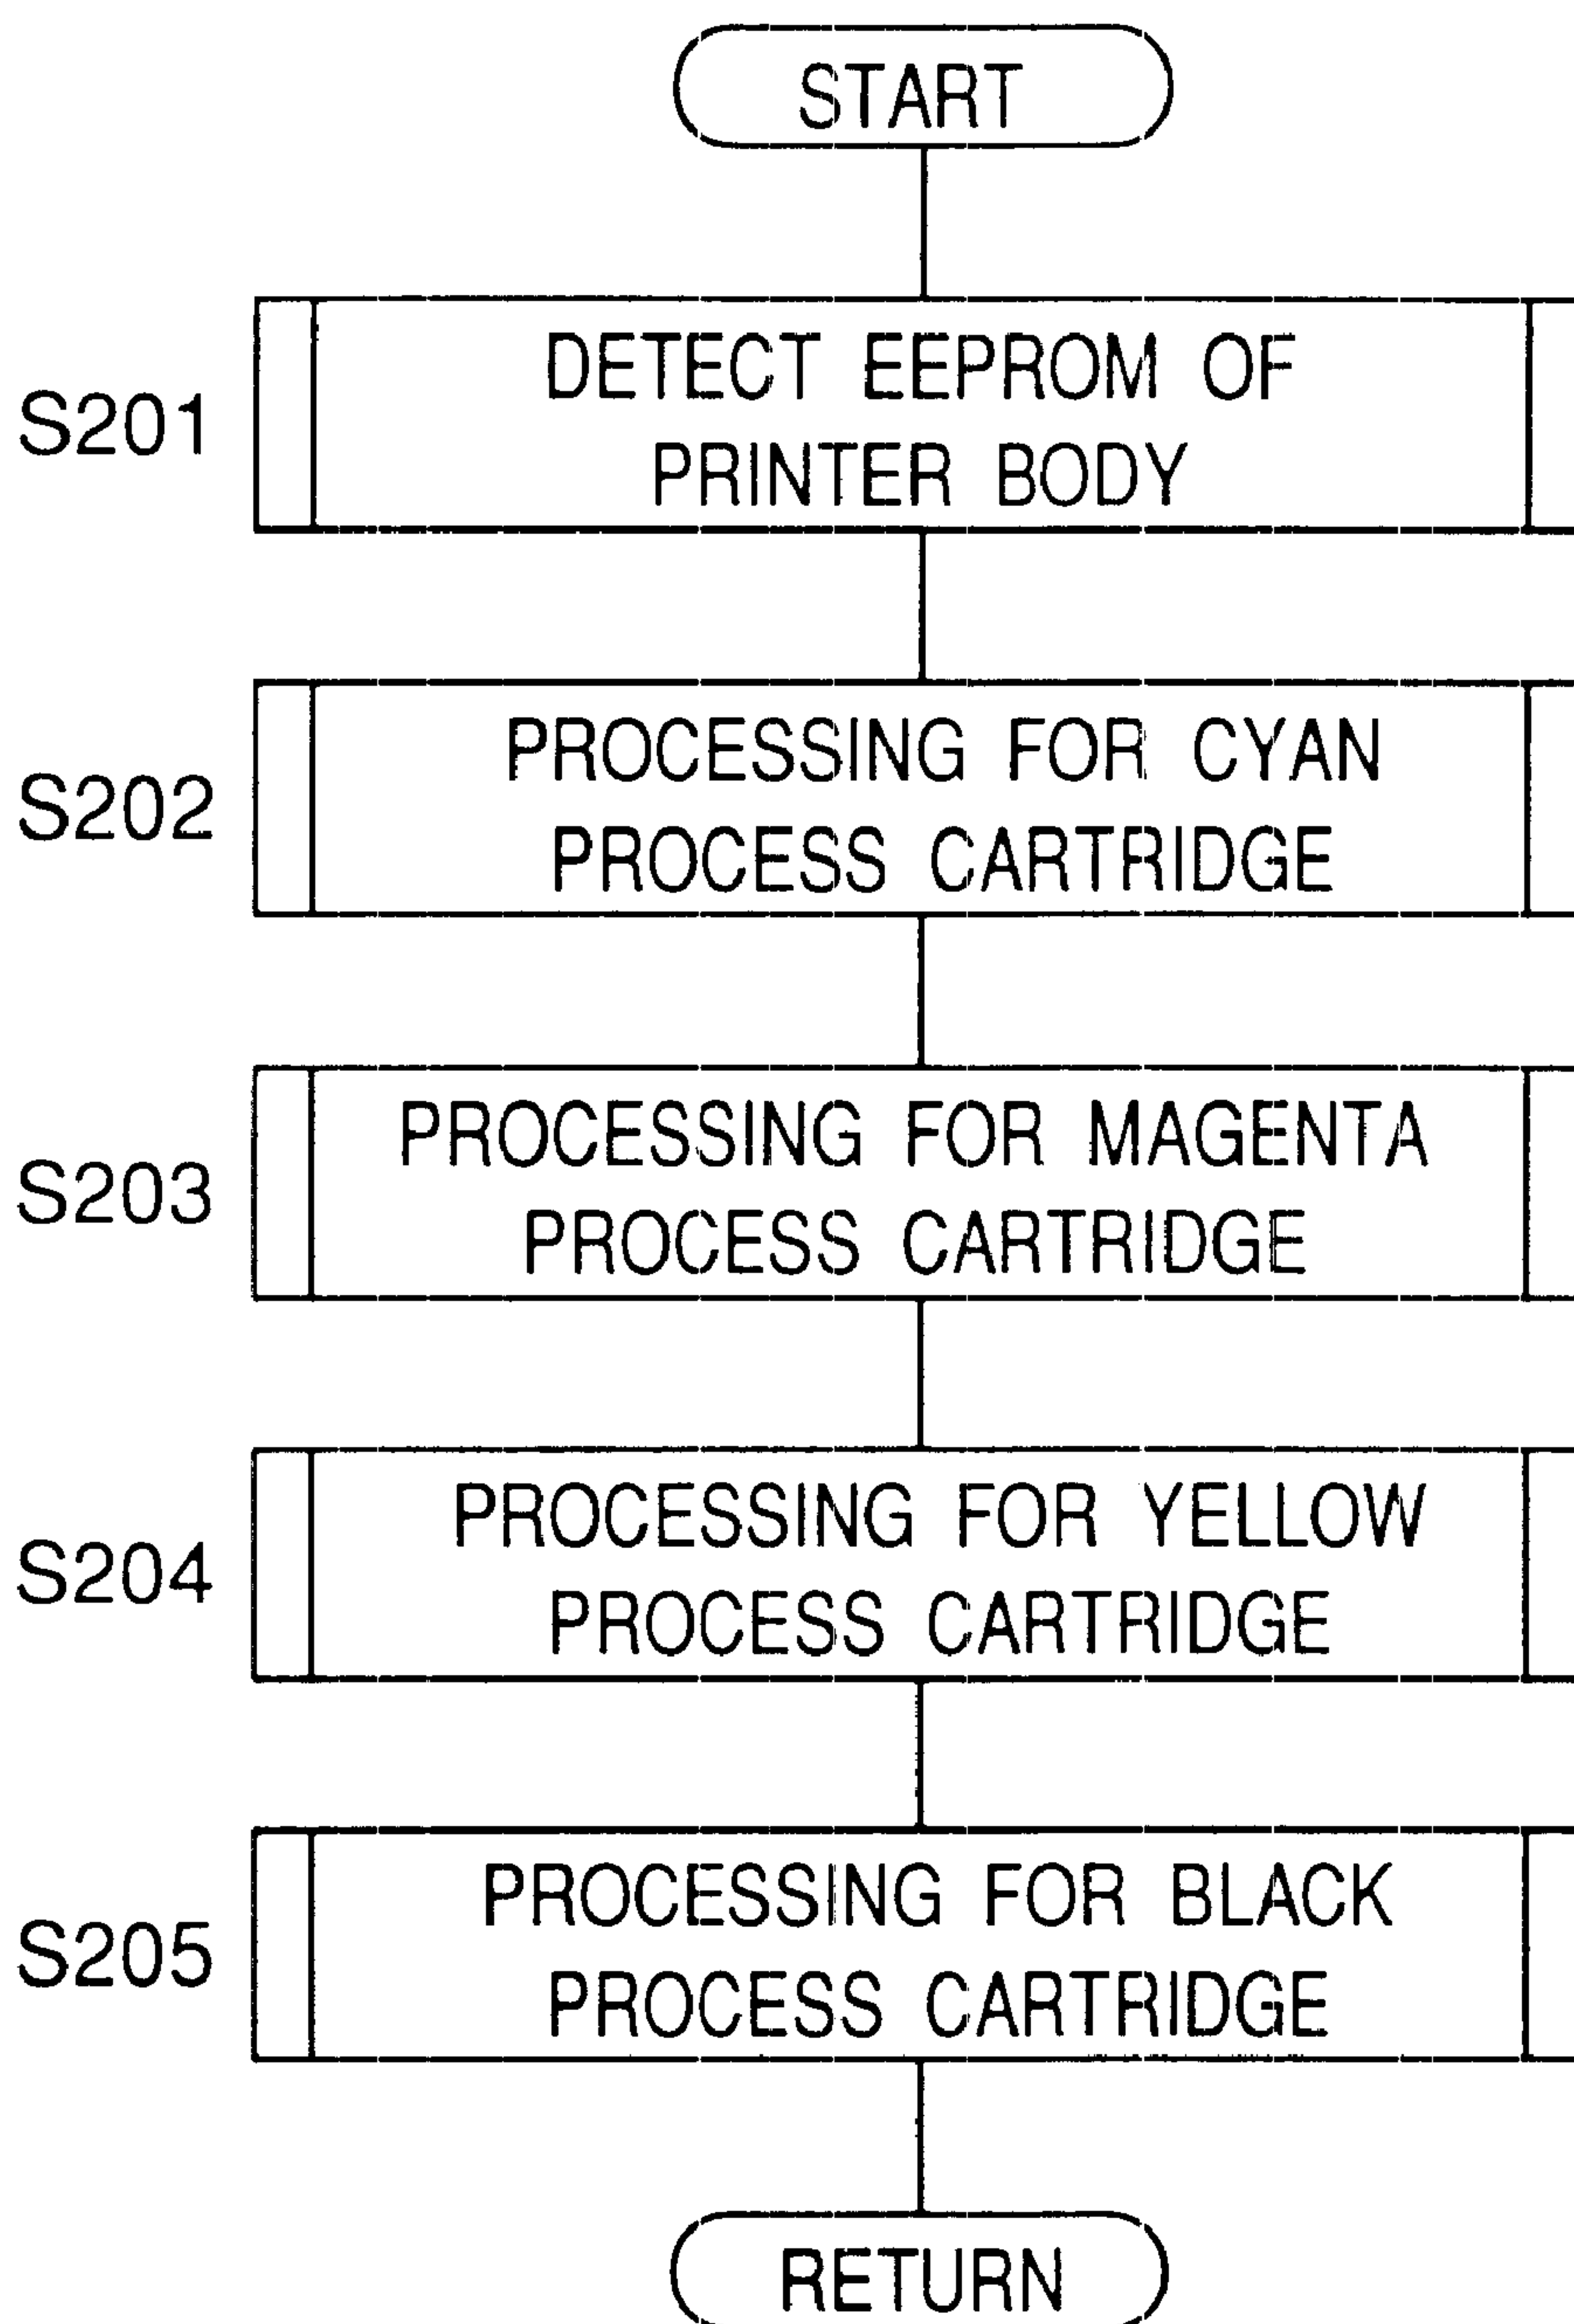 START
S201
DETECT EEPROM OF
PRINTER BODY
S202
PROCESSING FOR CYAN
PROCESS CARTRIDGE
S203
PROCESSING FOR MAGENTA
PROCESS CARTRIDGE
S204
PROCESSING FOR YELLOW
PROCESS CARTRIDGE
S205
PROCESSING FOR BLACK
PROCESS CARTRIDGE
RETURN